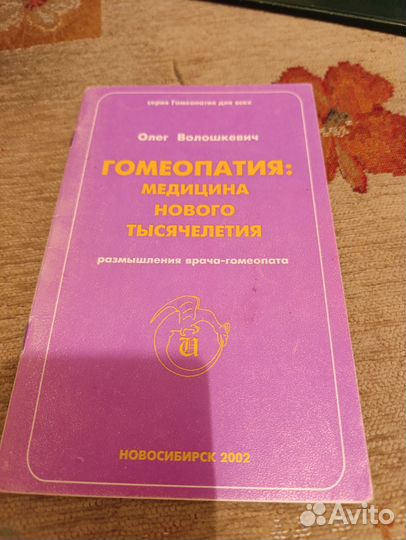 серия Гомеопатия для всех
Олег Волошкевич
ГОМЕОПАТИЯ:
МЕДИЦИНА
НОВОГО
ТЫСЯЧЕЛЕТИЯ
размышления врача-гомеопата
И
НОВОСИБИРСК 2002
Avito